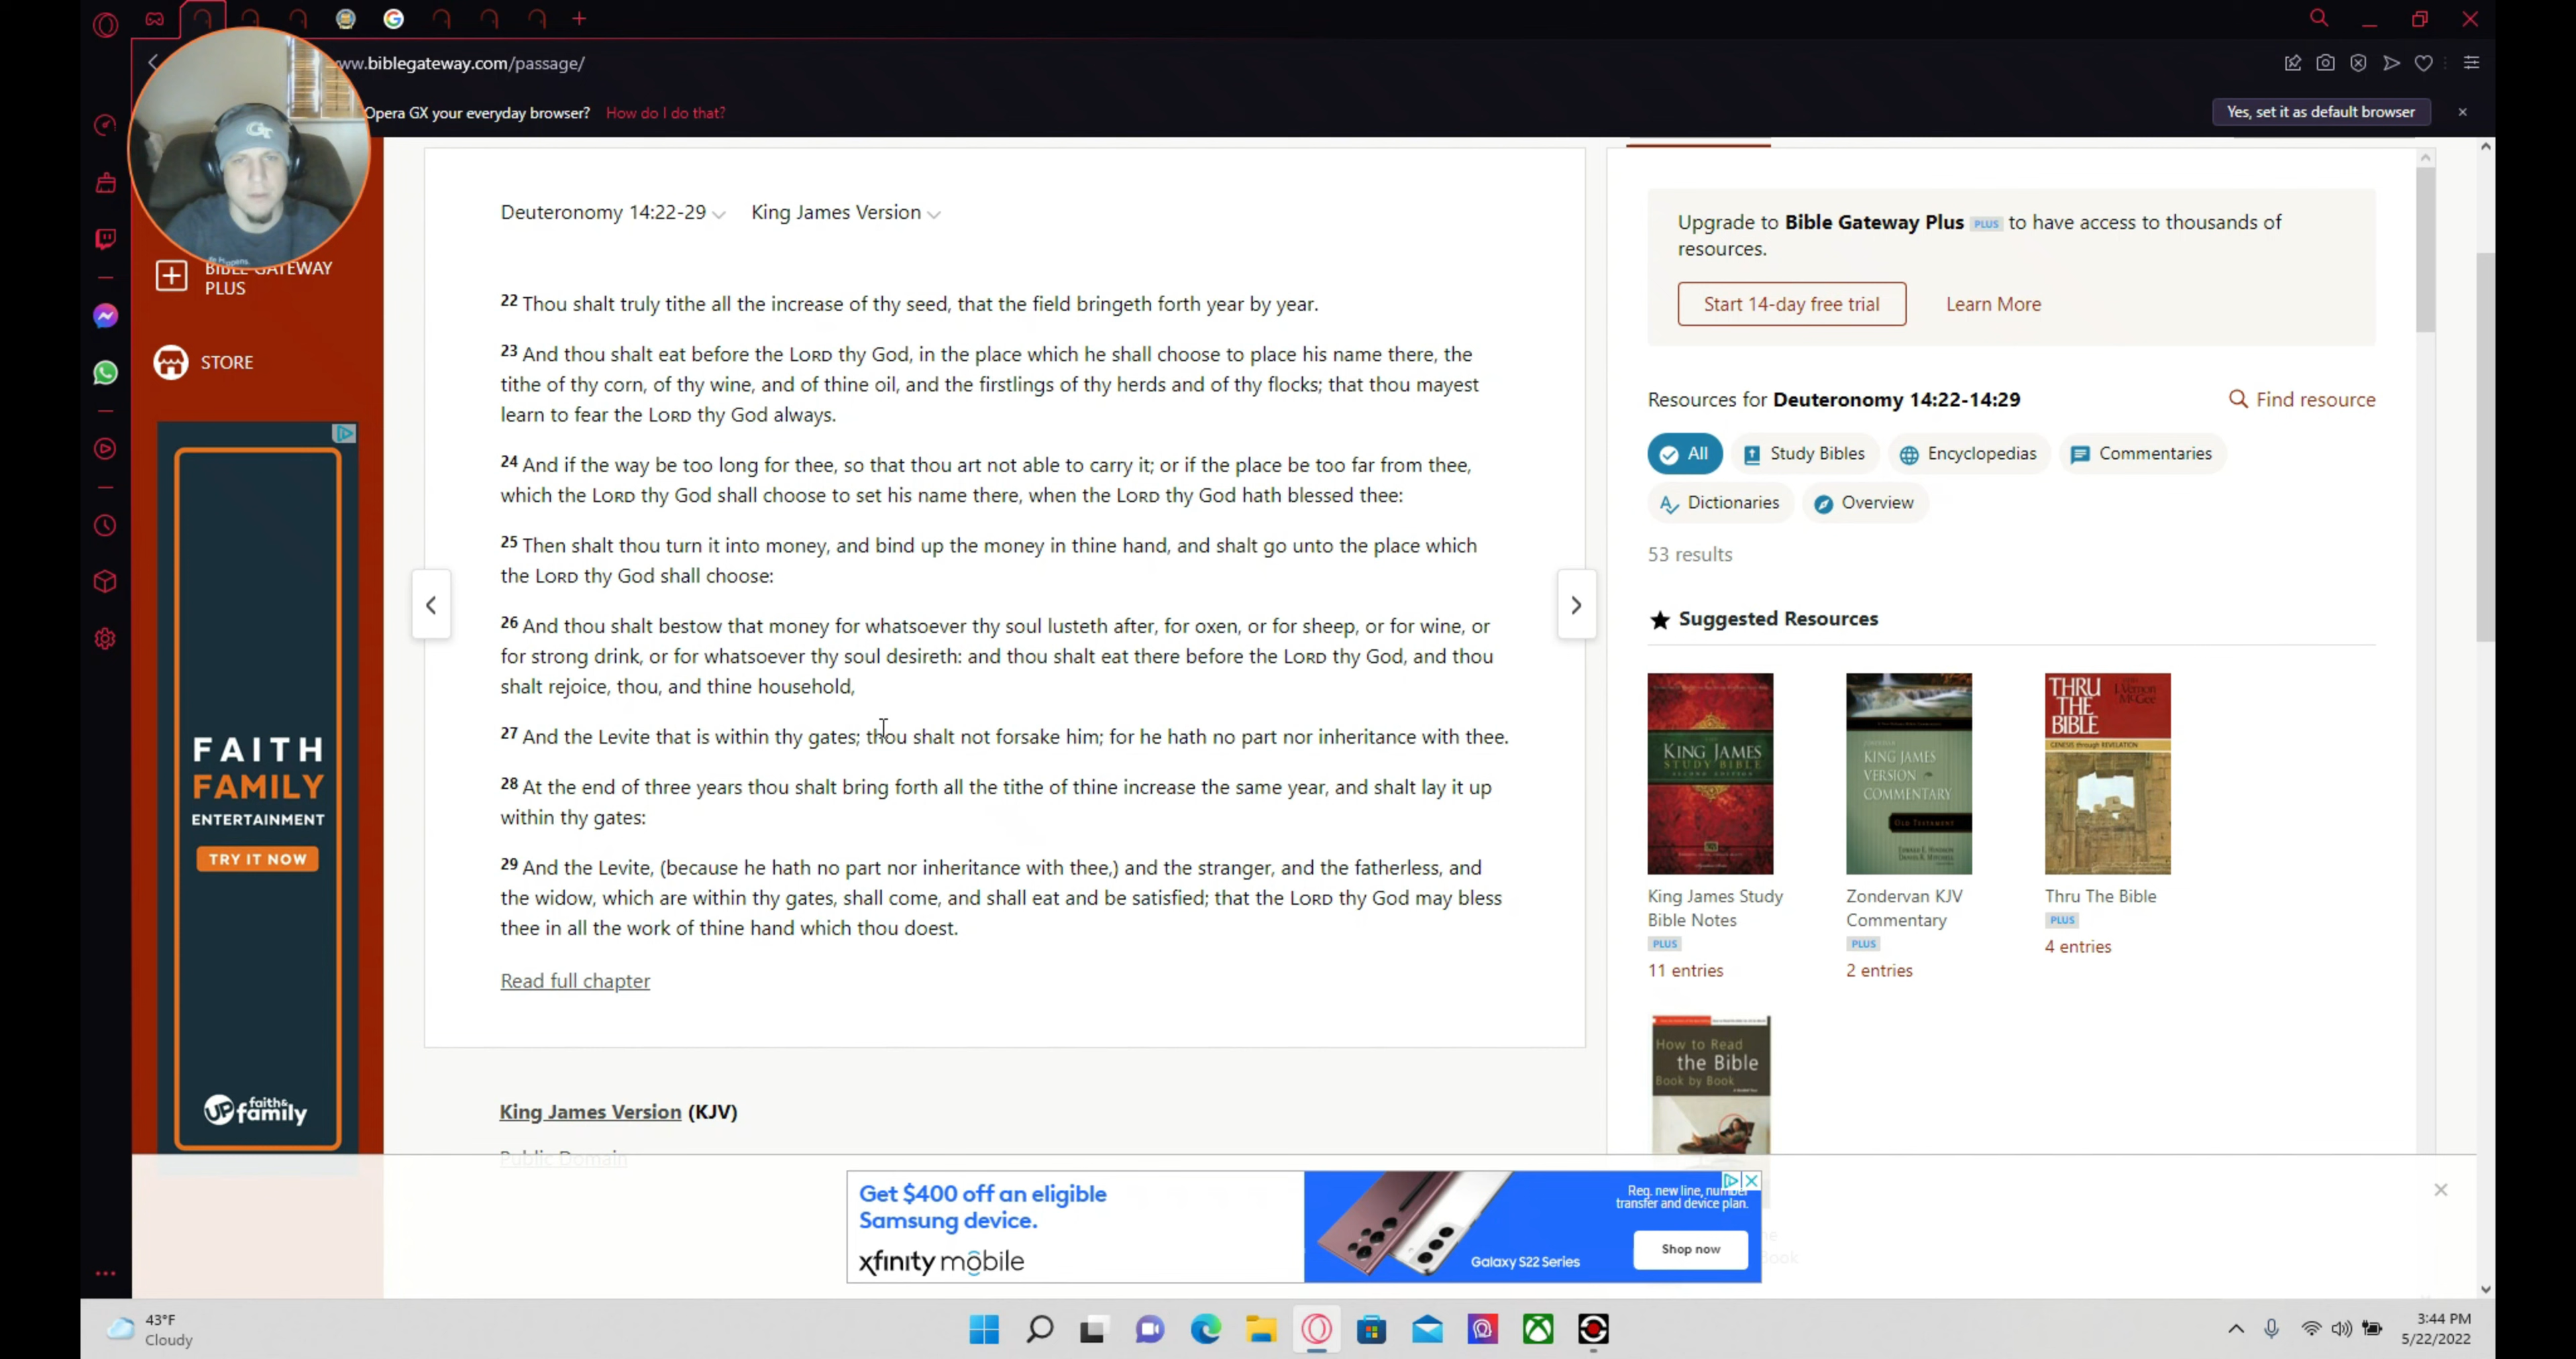 www.biblegateway.com/passage/
Opera GX your everyday browser? How do I do that?
Yes, set it as default browser
GT
BIBLE GATEWAY
PLUS
STORE
FAITH
FAMILY
ENTERTAINMENT
TRY IT NOW
UP faith&
family
Deuteronomy 14:22-29 King James Version
22 Thou shalt truly tithe all the increase of thy seed, that the field bringeth forth year by year.
23 And thou shalt eat before the LORD thy God, in the place which he shall choose to place his name there, the
tithe of thy corn, of thy wine, and of thine oil, and the firstlings of thy herds and of thy flocks; that thou mayest
learn to fear the LORD thy God always.
24 And if the way be too long for thee, so that thou art not able to carry it; or if the place be too far from thee,
which the LORD thy God shall choose to set his name there, when the LORD thy God hath blessed thee:
25 Then shalt thou turn it into money, and bind up the money in thine hand, and shalt go unto the place which
the LORD thy God shall choose:
26 And thou shalt bestow that money for whatsoever thy soul lusteth after, for oxen, or for sheep, or for wine, or
for strong drink, or for whatsoever thy soul desireth: and thou shalt eat there before the LORD thy God, and thou
shalt rejoice, thou, and thine household,
27 And the Levite that is within thy gates; thou shalt not forsake him; for he hath no part nor inheritance with thee.
28 At the end of three years thou shalt bring forth all the tithe of thine increase the same year, and shalt lay it up
within thy gates:
29 And the Levite, (because he hath no part nor inheritance with thee,) and the stranger, and the fatherless, and
the widow, which are within thy gates, shall come, and shall eat and be satisfied; that the LORD thy God may bless
thee in all the work of thine hand which thou doest.
Read full chapter
King James Version (KJV)
Public Domain
Upgrade to Bible Gateway Plus PLUS to have access to thousands of
resources.
Start 14-day free trial Learn More
Resources for Deuteronomy 14:22-14:29 Find resource
All Study Bibles Encyclopedias Commentaries
Dictionaries Overview
53 results
Suggested Resources
KING JAMES
STUDY BIBLE
SECOND EDITION
KING JAMES
VERSION
COMMENTARY
OLD TESTAMENT
THRU
THE
BIBLE
J. Vernon
McGee
GENESIS through REVELATION
King James Study
Bible Notes
PLUS
11 entries
Zondervan KJV
Commentary
PLUS
2 entries
Thru The Bible
PLUS
4 entries
How to Read
the Bible
Book by Book
Book
Get $400 off an eligible
Samsung device.
xfinity mobile
Req. new line, number
transfer and device plan.
Galaxy S22 Series
Shop now
43°F
Cloudy
3:44 PM
5/22/2022